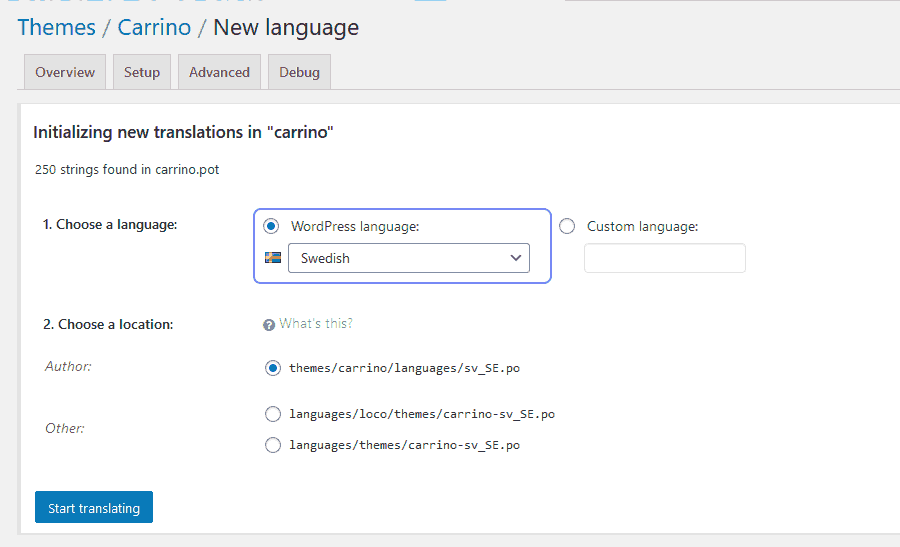 Themes / Carrino / New language
Overview Setup Advanced Debug
Initializing new translations in "carrino"
250 strings found in carrino.pot
1. Choose a language:
WordPress language:
Swedish
Custom language:
2. Choose a location:
What's this?
Author:
themes/carrino/languages/sv_SE.po
Other:
languages/loco/themes/carrino-sv_SE.po
languages/themes/carrino-sv_SE.po
Start translating